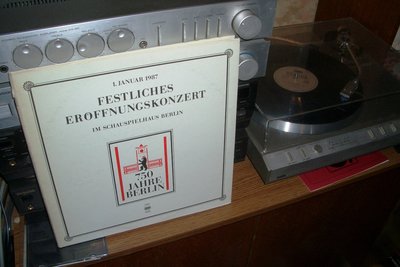 1. JANUAR 1987
FESTLICHES
ERÖFFNUNGSKONZERT
IM SCHAUSPIELHAUS BERLIN
750
JAHRE
BERLIN